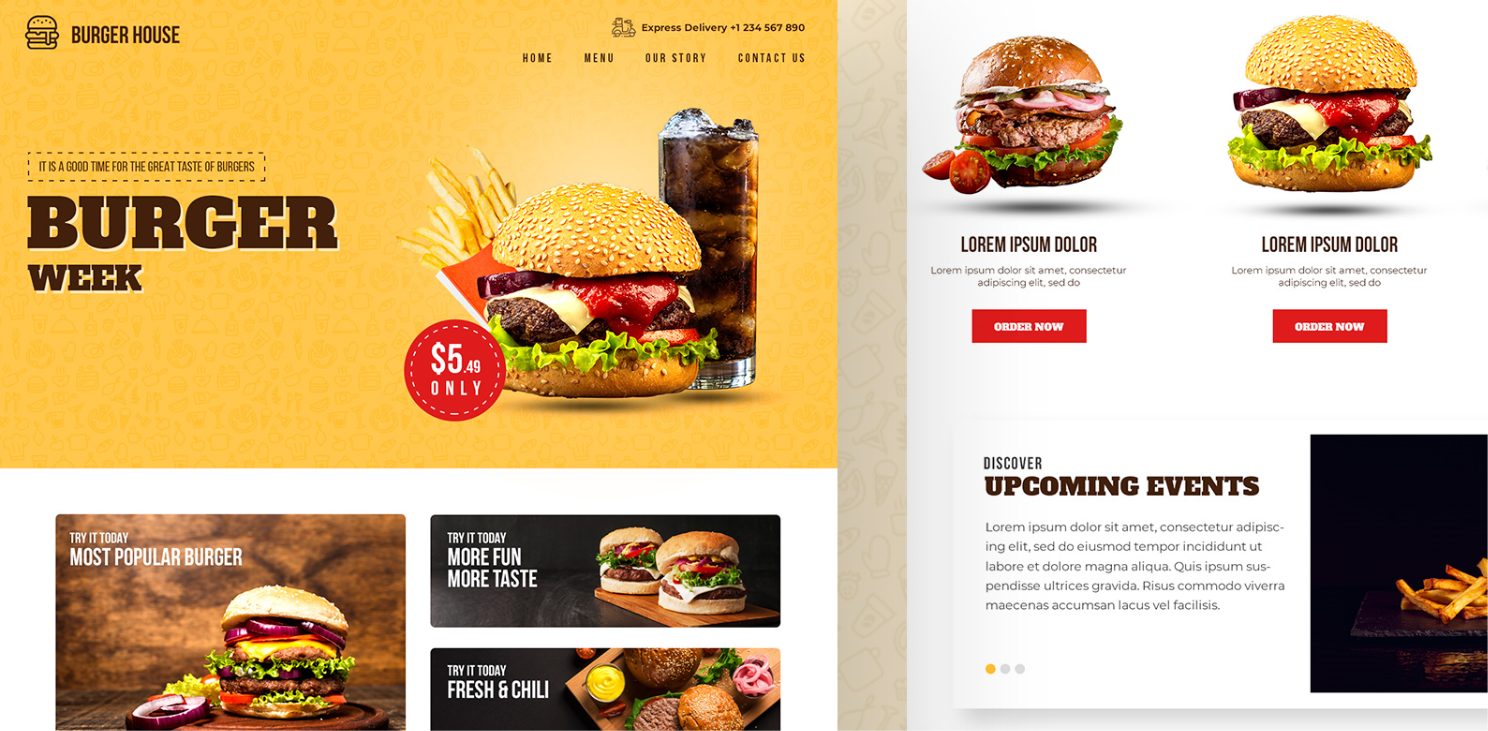 BURGER HOUSE
Express Delivery +1 234 567 890
HOME MENU OUR STORY CONTACT US
IT IS A GOOD TIME FOR THE GREAT TASTE OF BURGERS
BURGER
WEEK
$5.49
ONLY
TRY IT TODAY
MOST POPULAR BURGER
TRY IT TODAY
MORE FUN
MORE TASTE
TRY IT TODAY
FRESH & CHILI
LOREM IPSUM DOLOR
Lorem ipsum dolor sit amet, consectetur
adipiscing elit, sed do
ORDER NOW
LOREM IPSUM DOLOR
Lorem ipsum dolor sit amet, consectetur
adipiscing elit, sed do
ORDER NOW
DISCOVER
UPCOMING EVENTS
Lorem ipsum dolor sit amet, consectetur adipisc-
ing elit, sed do eiusmod tempor incididunt ut
labore et dolore magna aliqua. Quis ipsum sus-
pendisse ultrices gravida. Risus commodo viverra
maecenas accumsan lacus vel facilisis.